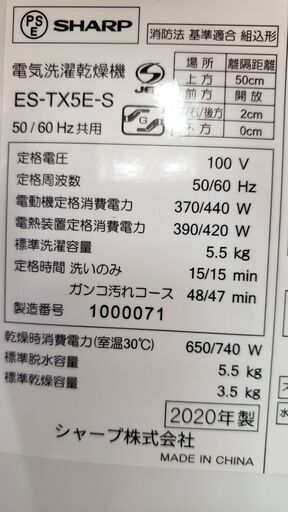 PS
E
SHARP
消防法 基準適合 組込形
電気洗濯乾燥機
ES-TX5E-S
50/60 Hz共用
G
場所 離隔距離
上方 50cm
前方 開放
/右/後方 2cm
方 0cm
定格電圧 100 V
定格周波数 50/60 Hz
電動機定格消費電力 370/440 W
電熱装置定格消費電力 390/420 W
標準洗濯容量 5.5 kg
定格時間 洗いのみ 15/15 min
ガンコ汚れコース 48/47 min
製造番号 1000071
乾燥時消費電力(室温30℃) 650/740 W
標準脱水容量 5.5 kg
標準乾燥容量 3.5 kg
2020年製
シャープ株式会社
MADE IN CHINA